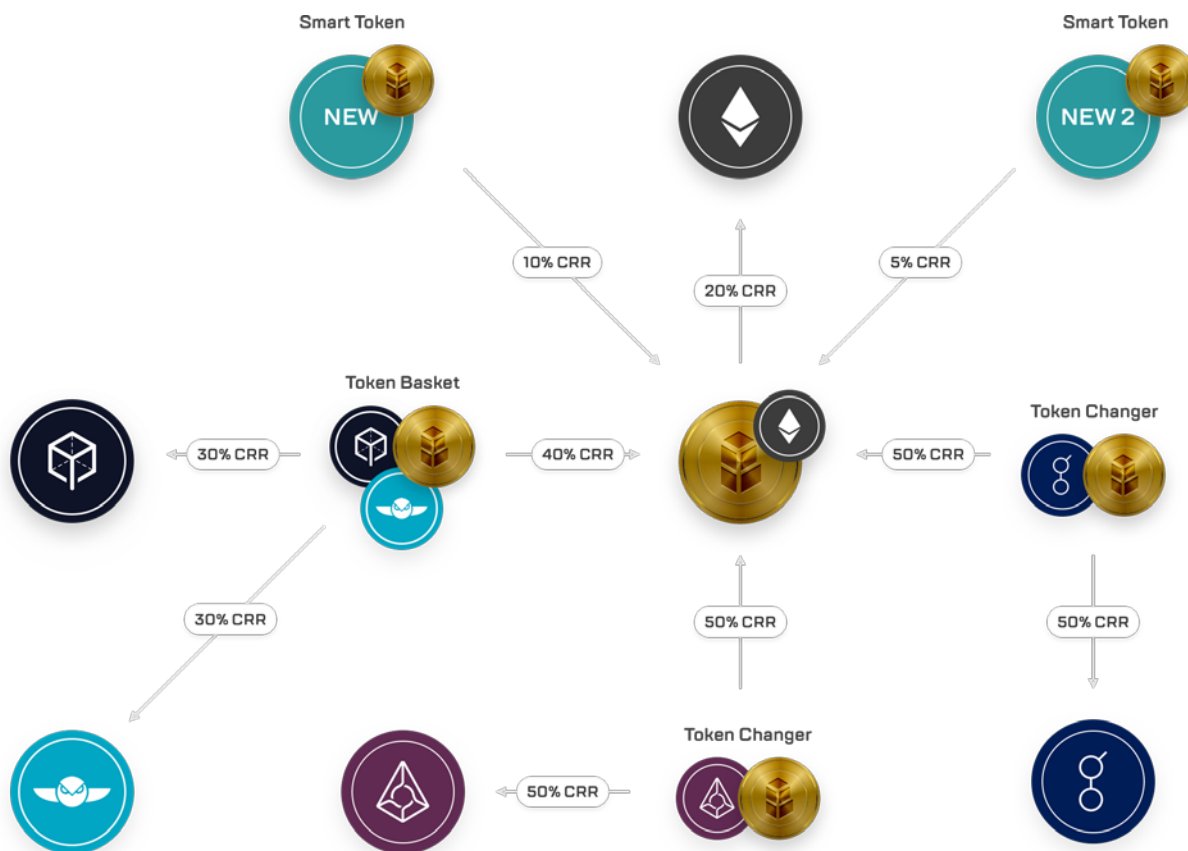 Smart Token
Smart Token
NEW
NEW 2
10% CRR
5% CRR
20% CRR
Token Basket
Token Changer
30% CRR
40% CRR
50% CRR
30% CRR
50% CRR
50% CRR
Token Changer
50% CRR